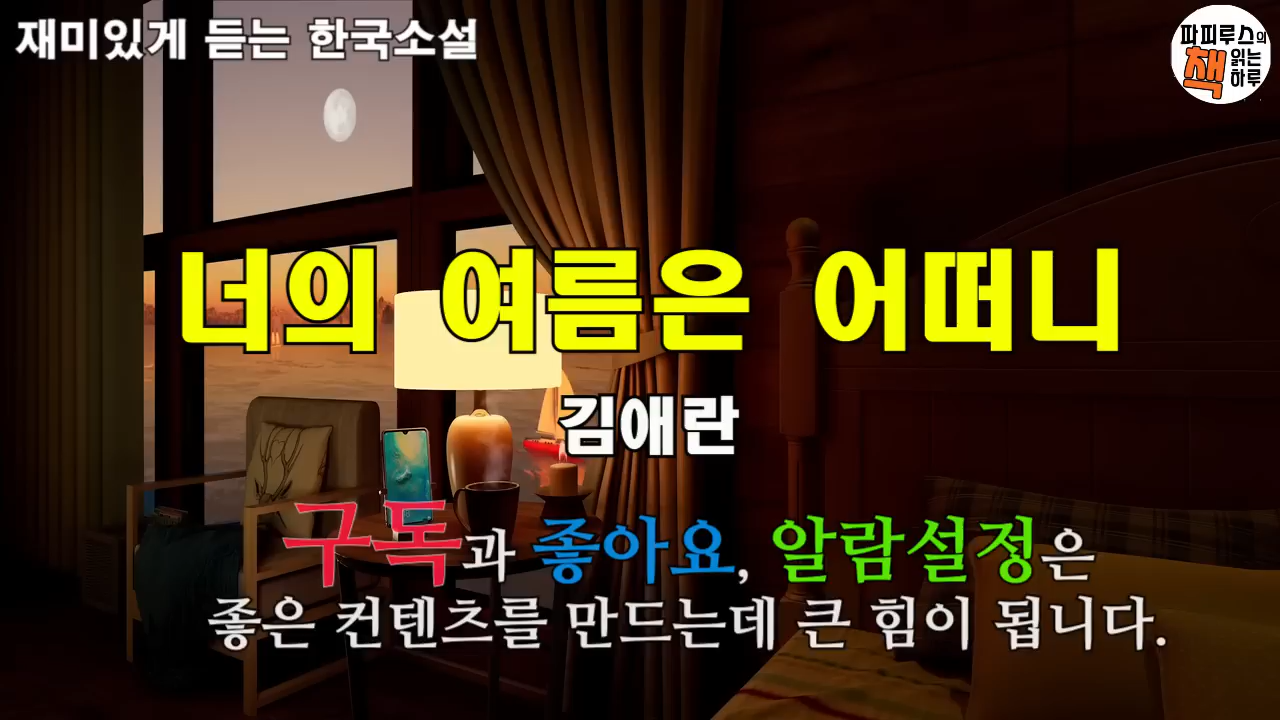 재미있게 듣는 한국소설
파피루스의
책 읽는
하루
너의 여름은 어떠니
김애란
구독과 좋아요, 알람설정은
좋은 컨텐츠를 만드는데 큰 힘이 됩니다.